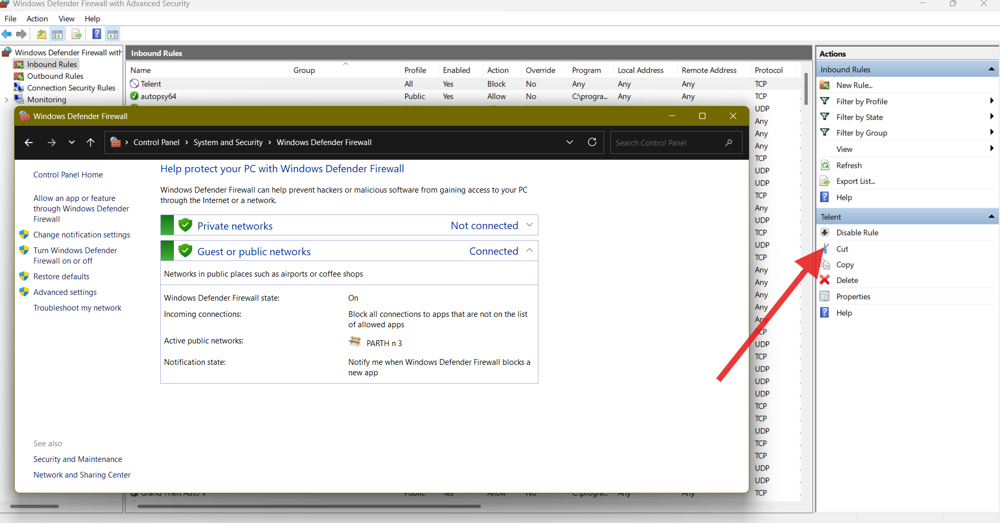 Windows Defender Firewall with Advanced Security
File Action View Help
Windows Defender Firewall with
Inbound Rules
Outbound Rules
Connection Security Rules
Monitoring
Inbound Rules
Name Group Profile Enabled Action Override Program Local Address Remote Address Protocol
Telent All Yes Block No Any Any Any TCP
autopsy64 Public Yes Allow No C:\progra... Any Any TCP
UDP
Any
Any
Any
TCP
UDP
UDP
TCP
Any
UDP
TCP
UDP
TCP
Any
Any
Any
Any
Any
TCP
UDP
TCP
UDP
UDP
UDP
TCP
TCP
UDP
TCP
TCP
UDP
UDP
Grand Theft Auto V Public Yes Allow No C:\progra... Any Any TCP
Windows Defender Firewall
Control Panel › System and Security › Windows Defender Firewall
Search Control Panel
Control Panel Home
Allow an app or feature
through Windows Defender
Firewall
Change notification settings
Turn Windows Defender
Firewall on or off
Restore defaults
Advanced settings
Troubleshoot my network
See also
Security and Maintenance
Network and Sharing Center
Help protect your PC with Windows Defender Firewall
Windows Defender Firewall can help prevent hackers or malicious software from gaining access to your PC
through the Internet or a network.
Private networks Not connected
Guest or public networks Connected
Networks in public places such as airports or coffee shops
Windows Defender Firewall state: On
Incoming connections: Block all connections to apps that are not on the list
of allowed apps
Active public networks: PARTH n 3
Notification state: Notify me when Windows Defender Firewall blocks a
new app
Actions
Inbound Rules
New Rule...
Filter by Profile
Filter by State
Filter by Group
View
Refresh
Export List...
Help
Telent
Disable Rule
Cut
Copy
Delete
Properties
Help